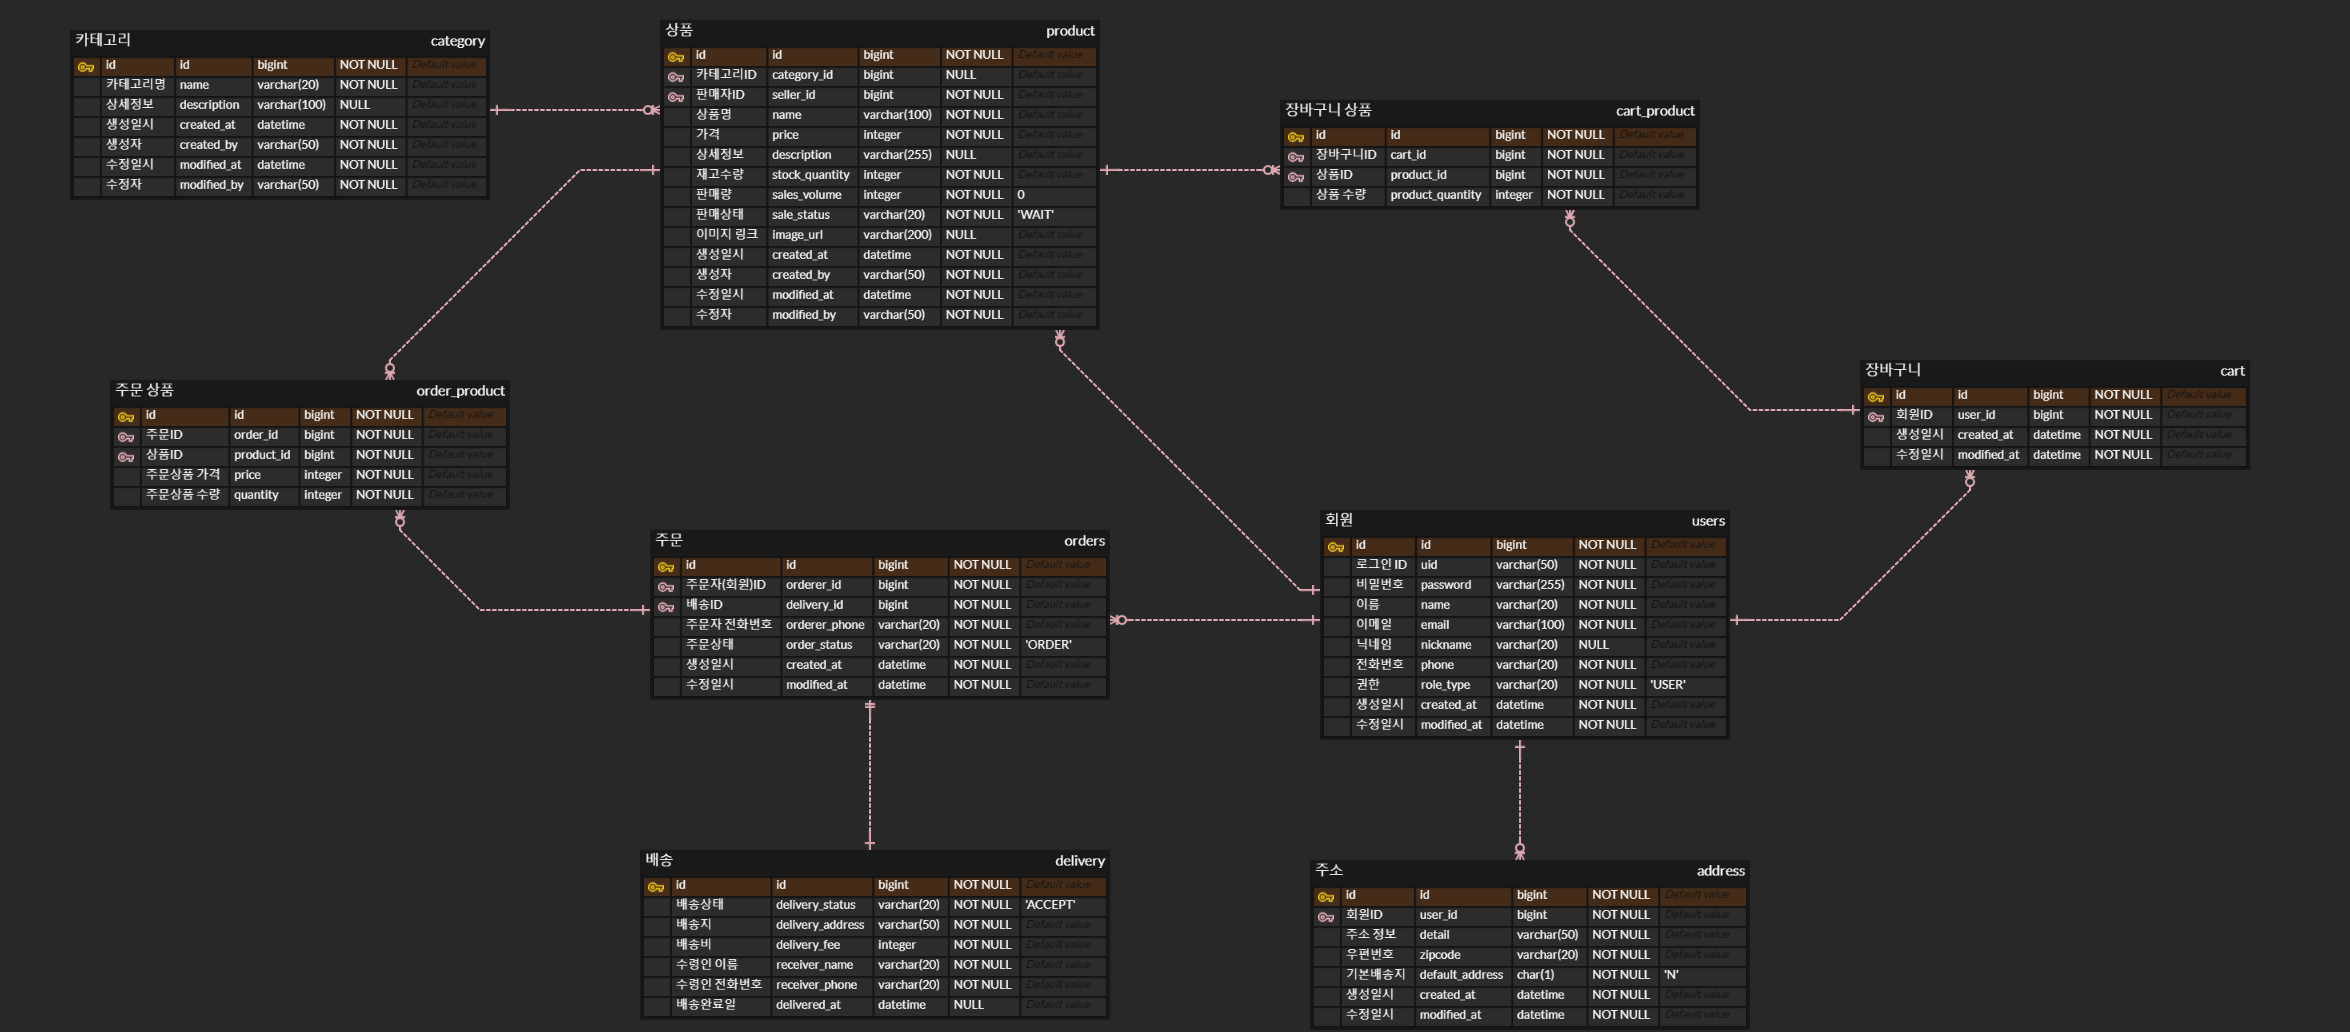 카테고리 category
id id bigint NOT NULL Default value
카테고리명 name varchar(20) NOT NULL Default value
상세정보 description varchar(100) NULL Default value
생성일시 created_at datetime NOT NULL Default value
생성자 created_by varchar(50) NOT NULL Default value
수정일시 modified_at datetime NOT NULL Default value
수정자 modified_by varchar(50) NOT NULL Default value
상품 product
id id bigint NOT NULL Default value
카테고리ID category_id bigint NULL Default value
판매자ID seller_id bigint NOT NULL Default value
상품명 name varchar(100) NOT NULL Default value
가격 price integer NOT NULL Default value
상세정보 description varchar(255) NULL Default value
재고수량 stock_quantity integer NOT NULL Default value
판매량 sales_volume integer NOT NULL 0
판매상태 sale_status varchar(20) NOT NULL 'WAIT'
이미지 링크 image_url varchar(200) NULL Default value
생성일시 created_at datetime NOT NULL Default value
생성자 created_by varchar(50) NOT NULL Default value
수정일시 modified_at datetime NOT NULL Default value
수정자 modified_by varchar(50) NOT NULL Default value
장바구니 상품 cart_product
id id bigint NOT NULL Default value
장바구니ID cart_id bigint NOT NULL Default value
상품ID product_id bigint NOT NULL Default value
상품 수량 product_quantity integer NOT NULL Default value
주문 상품 order_product
id id bigint NOT NULL Default value
주문ID order_id bigint NOT NULL Default value
상품ID product_id bigint NOT NULL Default value
주문상품 가격 price integer NOT NULL Default value
주문상품 수량 quantity integer NOT NULL Default value
장바구니 cart
id id bigint NOT NULL Default value
회원ID user_id bigint NOT NULL Default value
생성일시 created_at datetime NOT NULL Default value
수정일시 modified_at datetime NOT NULL Default value
주문 orders
id id bigint NOT NULL Default value
주문자(회원)ID orderer_id bigint NOT NULL Default value
배송ID delivery_id bigint NOT NULL Default value
주문자 전화번호 orderer_phone varchar(20) NOT NULL Default value
주문상태 order_status varchar(20) NOT NULL 'ORDER'
생성일시 created_at datetime NOT NULL Default value
수정일시 modified_at datetime NOT NULL Default value
회원 users
id id bigint NOT NULL Default value
로그인 ID uid varchar(50) NOT NULL Default value
비밀번호 password varchar(255) NOT NULL Default value
이름 name varchar(20) NOT NULL Default value
이메일 email varchar(100) NOT NULL Default value
닉네임 nickname varchar(20) NULL Default value
전화번호 phone varchar(20) NOT NULL Default value
권한 role_type varchar(20) NOT NULL 'USER'
생성일시 created_at datetime NOT NULL Default value
수정일시 modified_at datetime NOT NULL Default value
배송 delivery
id id bigint NOT NULL Default value
배송상태 delivery_status varchar(20) NOT NULL 'ACCEPT'
배송지 delivery_address varchar(50) NOT NULL Default value
배송비 delivery_fee integer NOT NULL Default value
수령인 이름 receiver_name varchar(20) NOT NULL Default value
수령인 전화번호 receiver_phone varchar(20) NOT NULL Default value
배송완료일 delivered_at datetime NULL Default value
주소 address
id id bigint NOT NULL Default value
회원ID user_id bigint NOT NULL Default value
주소 정보 detail varchar(50) NOT NULL Default value
우편번호 zipcode varchar(20) NOT NULL Default value
기본배송지 default_address char(1) NOT NULL 'N'
생성일시 created_at datetime NOT NULL Default value
수정일시 modified_at datetime NOT NULL Default value